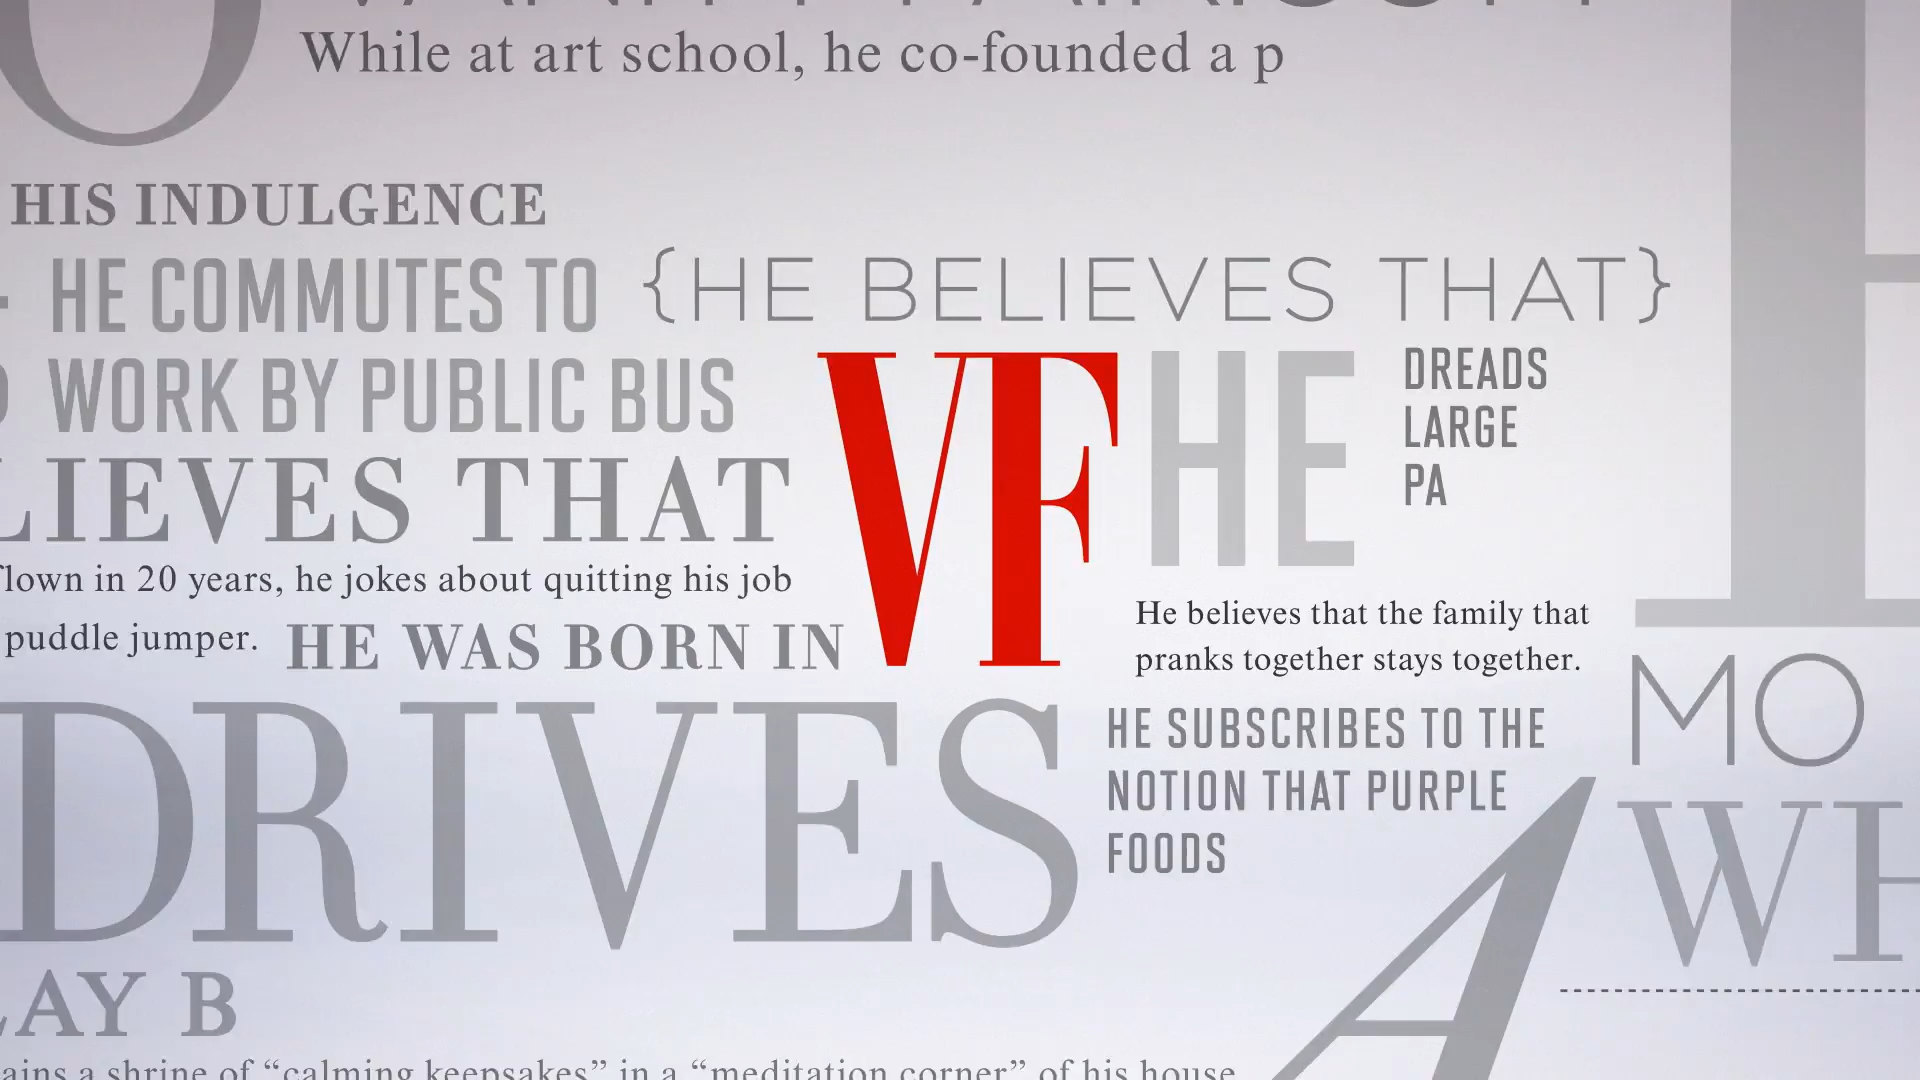 While at art school, he co-founded a p
HIS INDULGENCE
HE COMMUTES TO
WORK BY PUBLIC BUS
{HE BELIEVES THAT}
LIEVES THAT
VF
HE
DREADS
LARGE
PA
flown in 20 years, he jokes about quitting his job
puddle jumper.
HE WAS BORN IN
He believes that the family that
pranks together stays together.
DRIVES
HE SUBSCRIBES TO THE
NOTION THAT PURPLE
FOODS
MO
WH
A
LAY B
ains a shrine of “calming keepsakes” in a “meditation corner” of his house